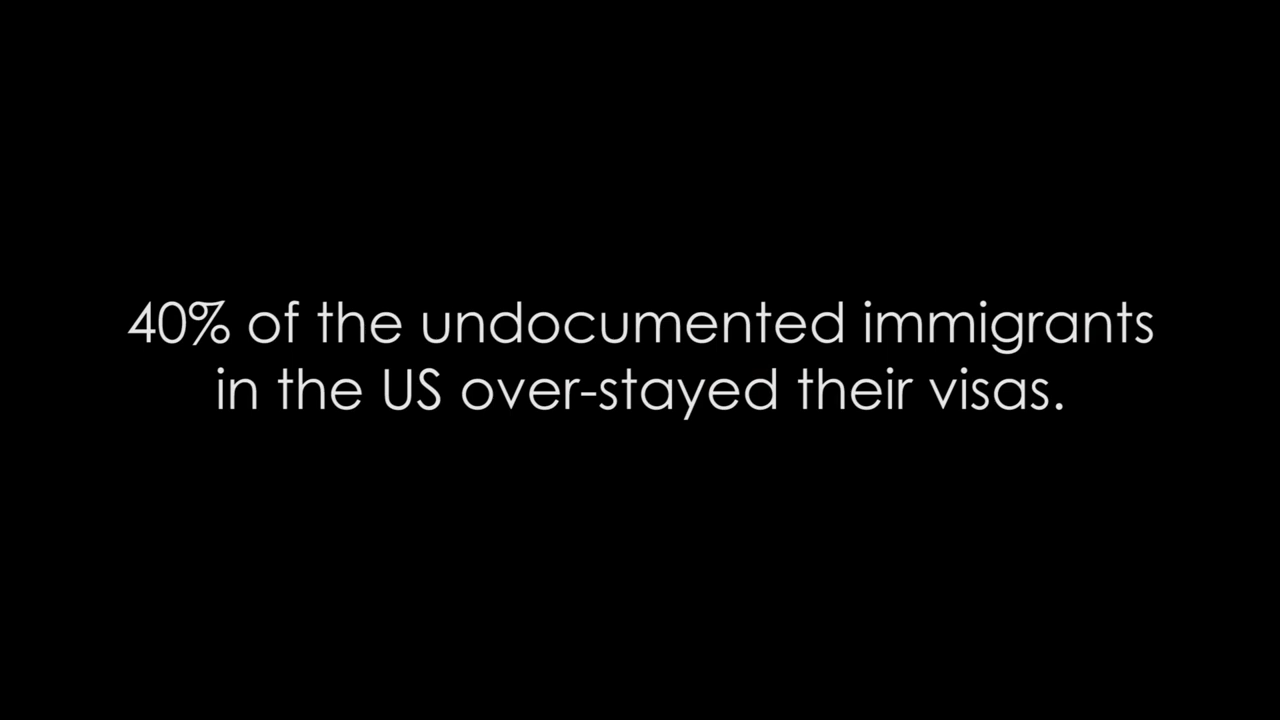 40% of the undocumented immigrants
in the US over-stayed their visas.